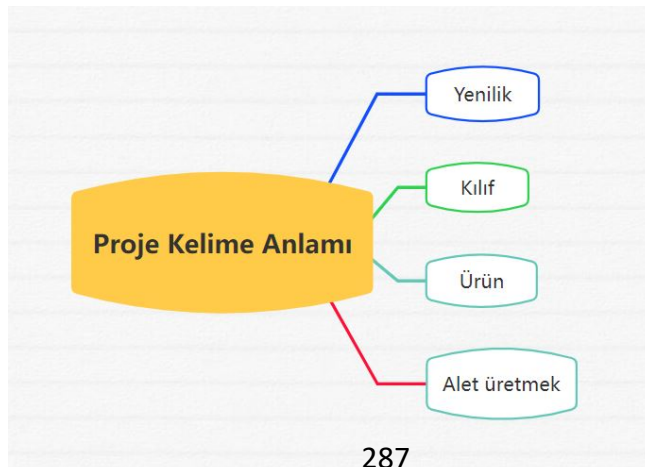 Yenilik
Kılıf
Proje Kelime Anlamı
Ürün
Alet üretmek
287